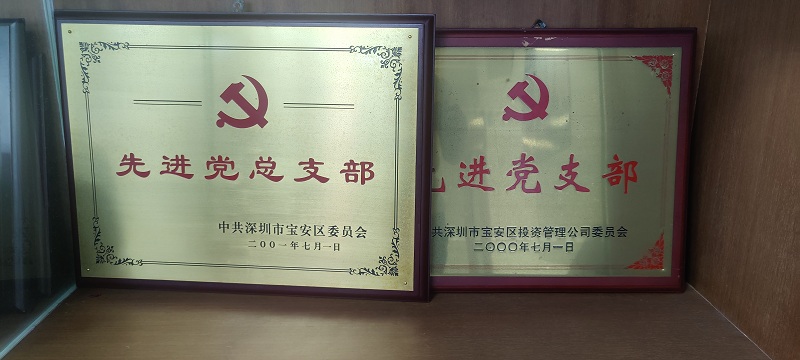 先进党总支部
中共深圳市宝安区委员会
二00一年七月一日
进党支部
共深圳市宝安区投资管理公司委员会
二〇〇〇年七月一日